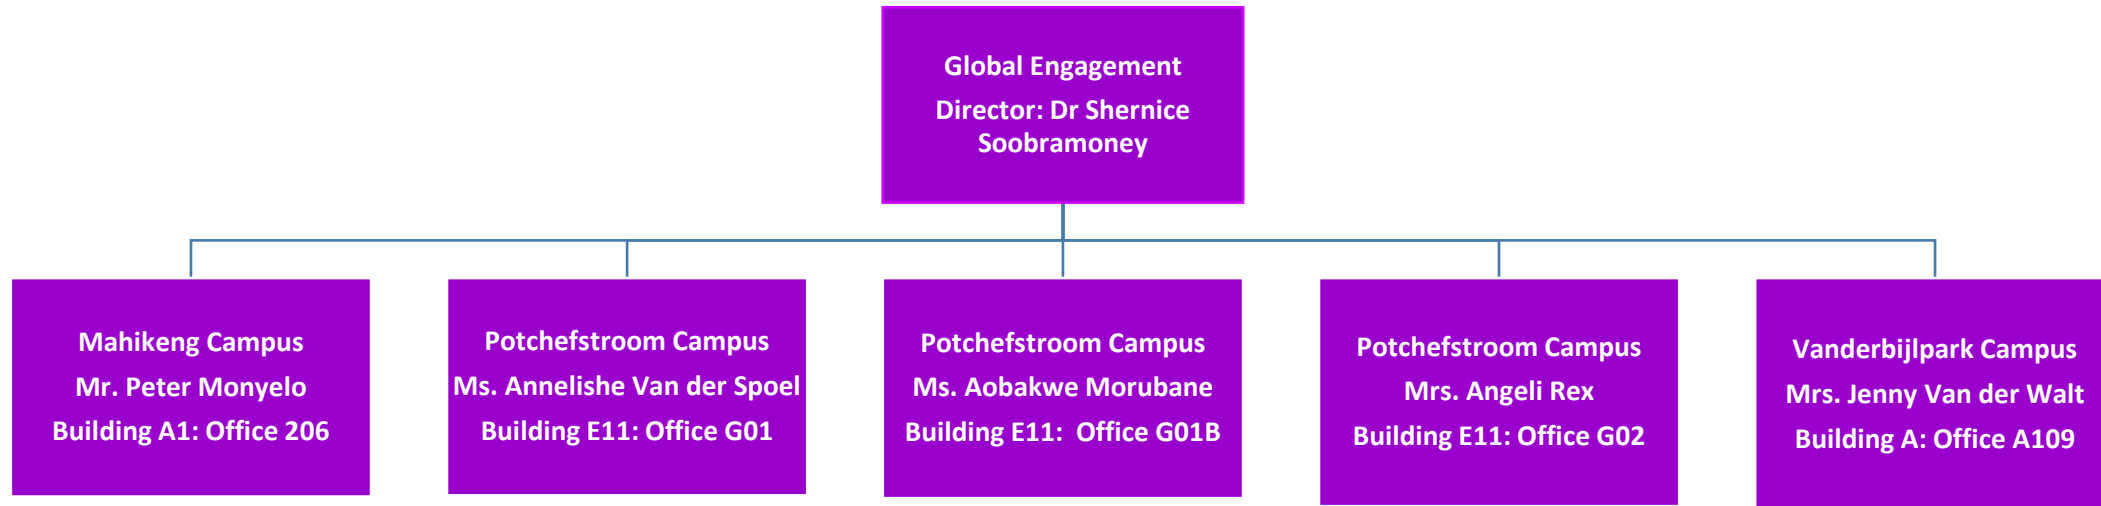 Global Engagement
Director: Dr Shernice
Soobramoney
Mahikeng Campus
Mr. Peter Monyelo
Building A1: Office 206
Potchefstroom Campus
Ms. Annelishe Van der Spoel
Building E11: Office G01
Potchefstroom Campus
Ms. Aobakwe Morubane
Building E11:  Office G01B
Potchefstroom Campus
Mrs. Angeli Rex
Building E11: Office G02
Vanderbijlpark Campus
Mrs. Jenny Van der Walt
Building A: Office A109